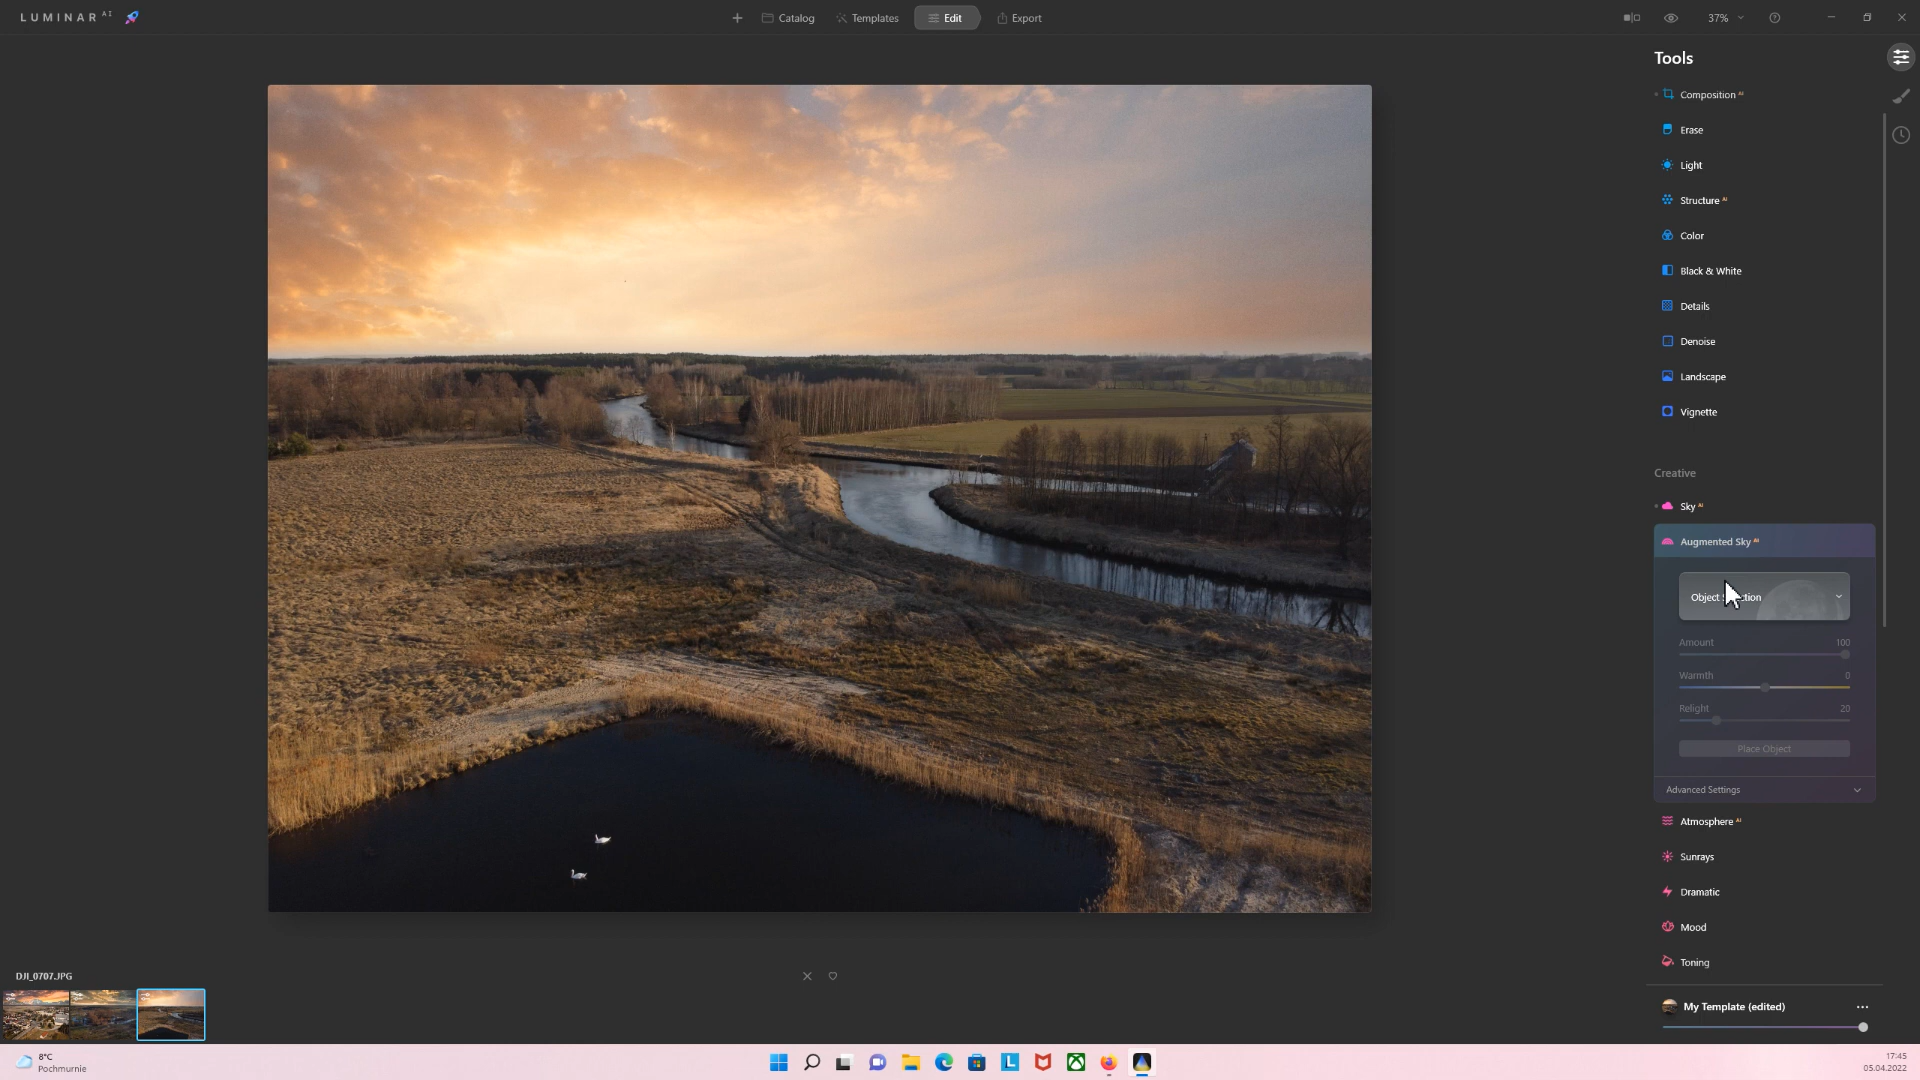 LUMINAR AI
Catalog
Templates
Edit
Export
37%
Tools
Composition AI
Erase
Light
Structure AI
Color
Black & White
Details
Denoise
Landscape
Vignette
Creative
Sky AI
Augmented Sky AI
Object
Amount 100
Warmth 0
Relight 20
Place Object
Advanced Settings
Atmosphere AI
Sunrays
Dramatic
Mood
Toning
My Template (edited)
DJI_0707.JPG
8°C
Pochmurnie
17:45
05.04.2022